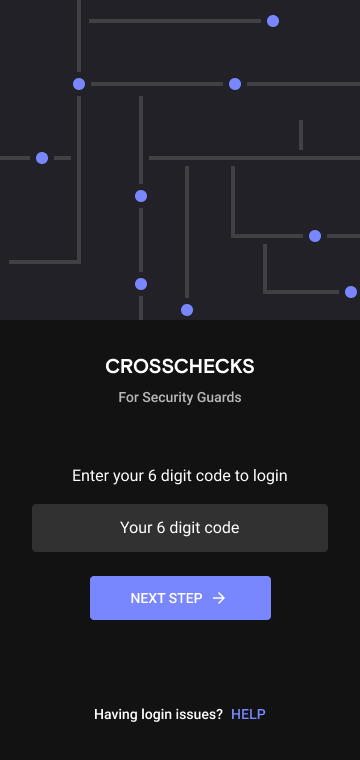 CROSSCHECKS
For Security Guards
Enter your 6 digit code to login
Your 6 digit code
NEXT STEP →
Having login issues? HELP